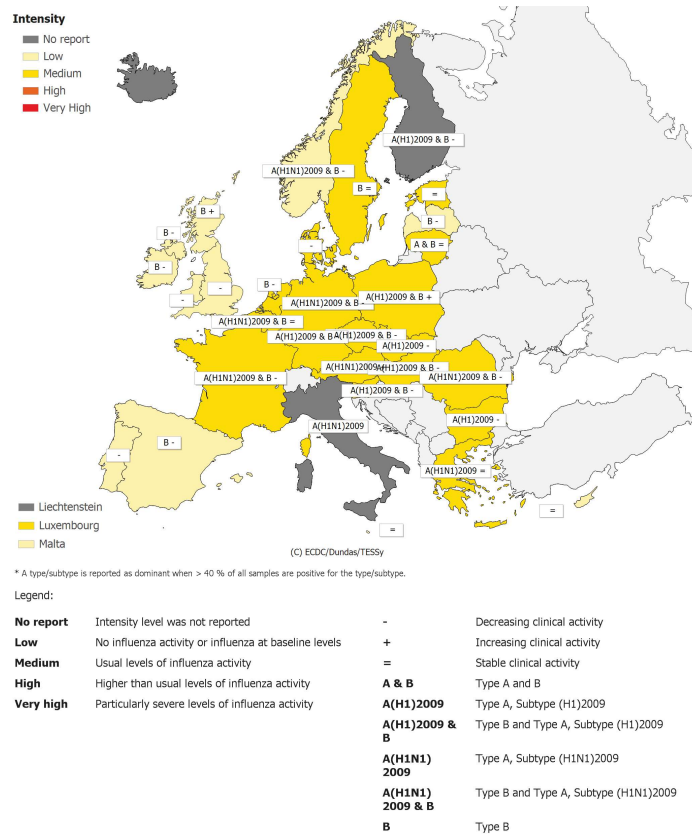 Intensity
No report
Low
Medium
High
Very High
A(H1)2009 & B -
A(H1N1)2009 & B -
B =
=
B +
B -
A & B =
B -
B -
-
B -
-
-
A(H1N1)2009 & B -
A(H1)2009 & B +
A(H1N1)2009 & B =
A(H1)2009 & B
A(H1)2009 & B -
A(H1)2009 -
A(H1N1)2009 & B -
A(H1N1)2009
& B -
A(H1N1)2009 & B -
A(H1)2009 & B -
A(H1)2009 -
A(H1N1)2009
B -
-
A(H1N1)2009 =
=
=
Liechtenstein
Luxembourg
Malta
(C) ECDC/Dundas/TESSy
* A type/subtype is reported as dominant when > 40 % of all samples are positive for the type/subtype.
Legend:
No report Intensity level was not reported - Decreasing clinical activity
Low No influenza activity or influenza at baseline levels + Increasing clinical activity
Medium Usual levels of influenza activity = Stable clinical activity
High Higher than usual levels of influenza activity A & B Type A and B
Very high Particularly severe levels of influenza activity A(H1)2009 Type A, Subtype (H1)2009
A(H1)2009 & Type B and Type A, Subtype (H1)2009
B
A(H1N1) Type A, Subtype (H1N1)2009
2009
A(H1N1) Type B and Type A, Subtype (H1N1)2009
2009 & B
B Type B